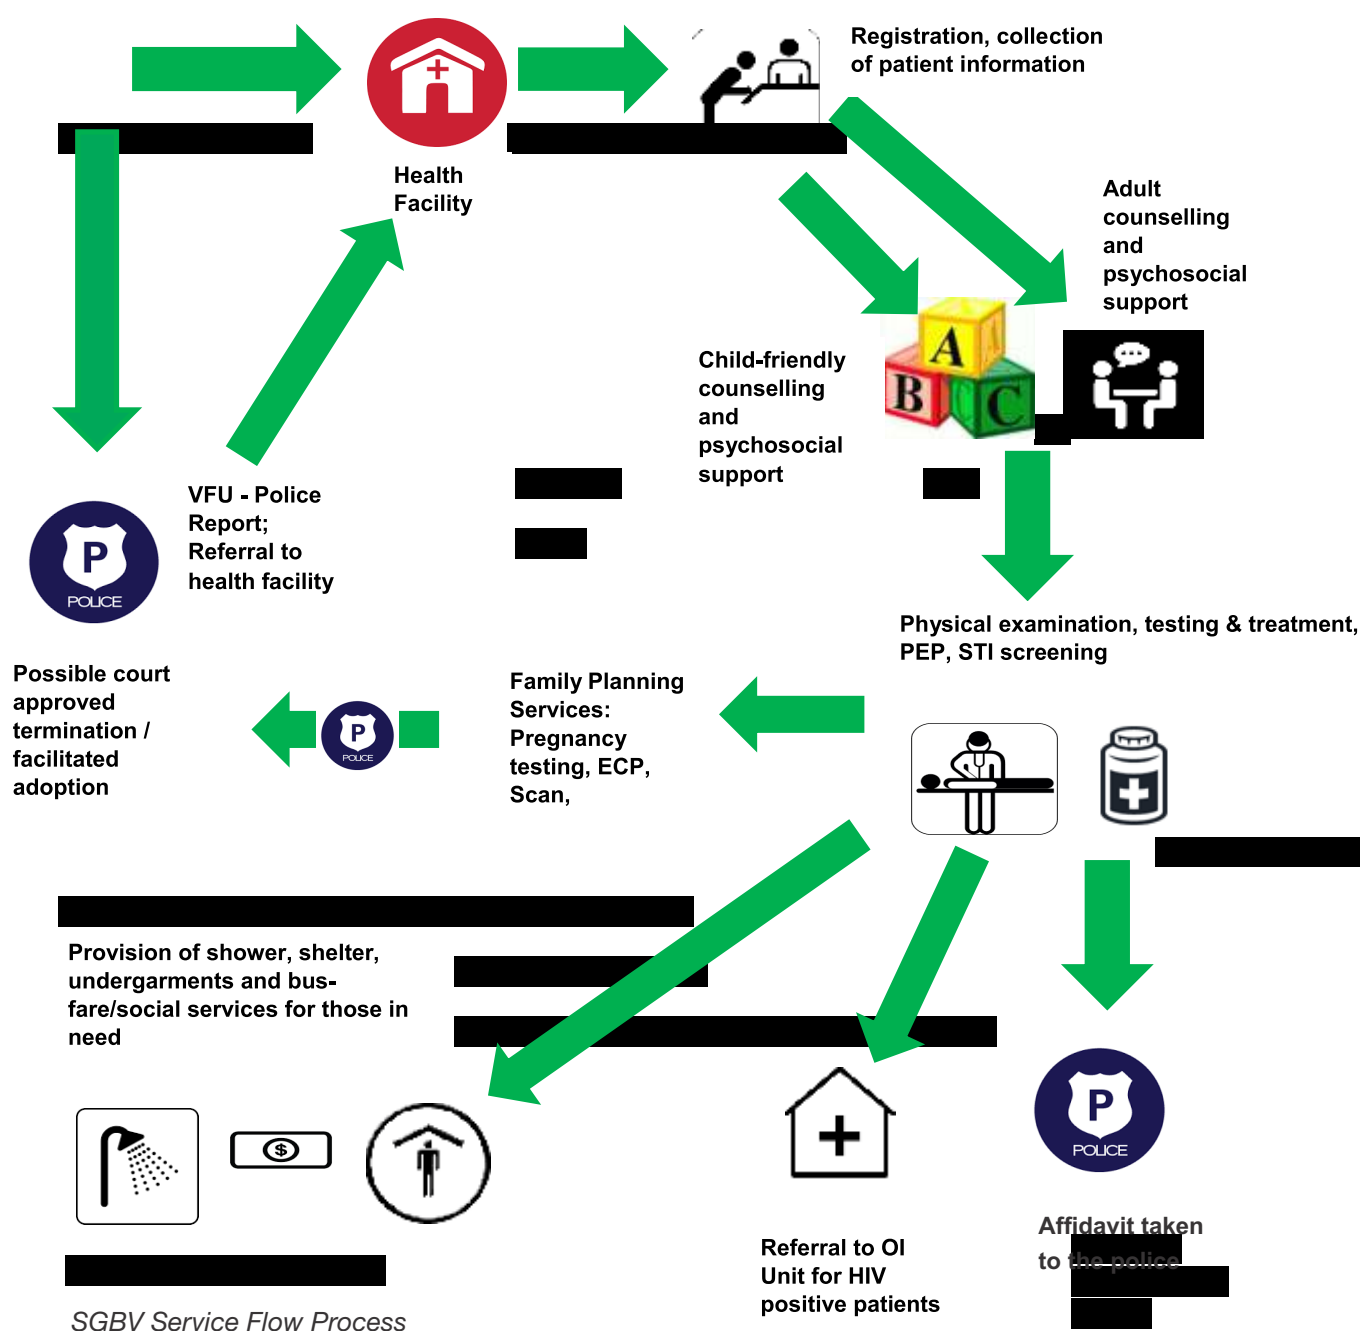 Registration, collection
of patient information
Health
Facility
Adult
counselling
and
psychosocial
support
Child-friendly
counselling
and
psychosocial
support
A
A
B
C
C
VFU - Police
Report;
Referral to
health facility
P
POLICE
Physical examination, testing & treatment,
PEP, STI screening
Possible court
approved
termination /
facilitated
adoption
P
POLICE
Family Planning
Services:
Pregnancy
testing, ECP,
Scan,
Provision of shower, shelter,
undergarments and bus-
fare/social services for those in
need
$
P
POLICE
Referral to OI
Unit for HIV
positive patients
Affidavit taken
to the police
SGBV Service Flow Process